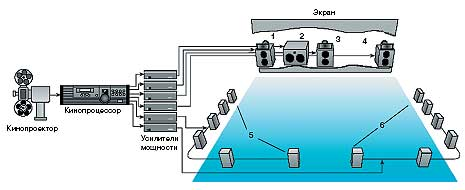 Экран
1 2 3 4
Кинопроектор
Кинопроцессор
Усилители
мощности
5
6